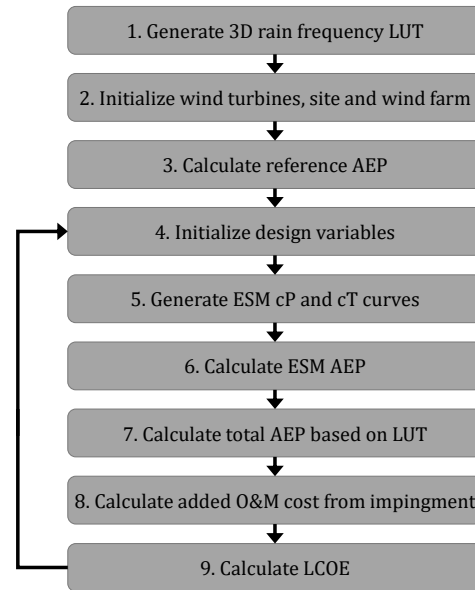 1. Generate 3D rain frequency LUT
2. Initialize wind turbines, site and wind farm
3. Calculate reference AEP
4. Initialize design variables
5. Generate ESM cP and cT curves
6. Calculate ESM AEP
7. Calculate total AEP based on LUT
8. Calculate added O&M cost from impingment
9. Calculate LCOE